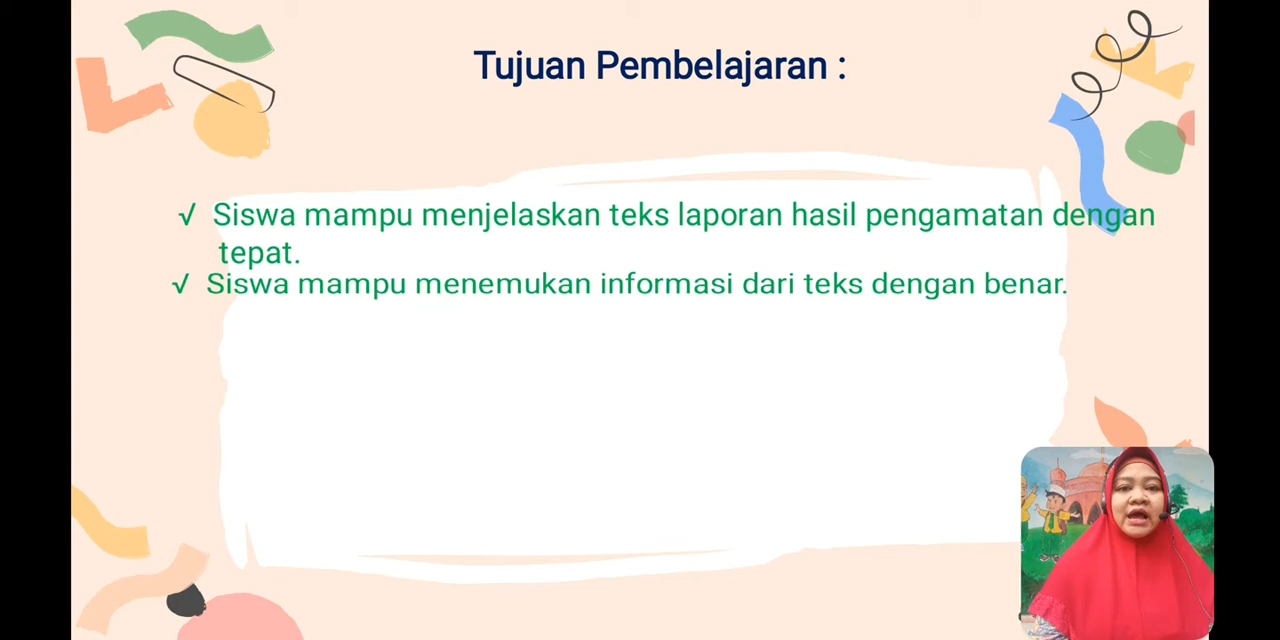 Tujuan Pembelajaran :
√ Siswa mampu menjelaskan teks laporan hasil pengamatan dengan
tepat.
√ Siswa mampu menemukan informasi dari teks dengan benar.